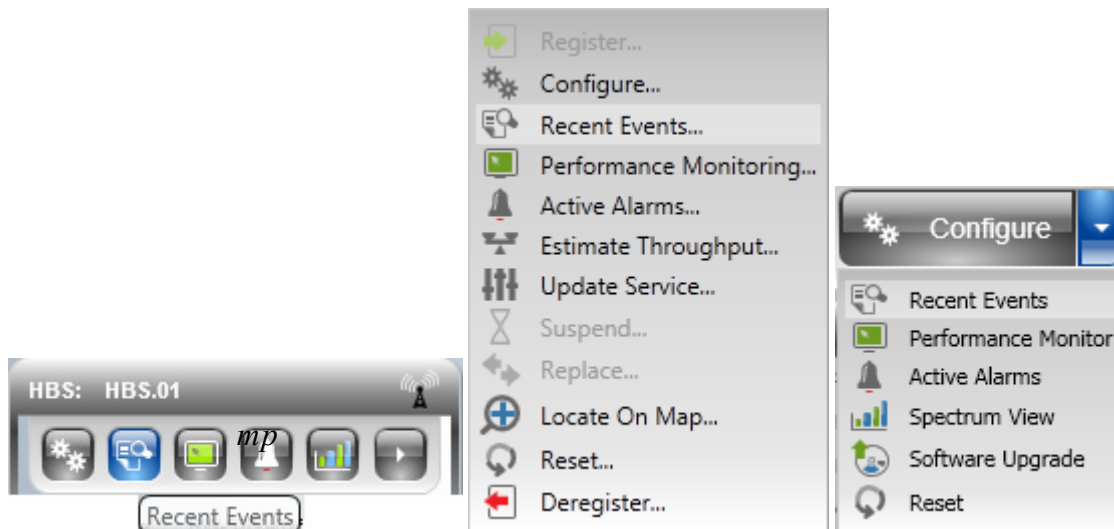 HBS: HBS.01
mp
Recent Events
Register...
Configure...
Recent Events...
Performance Monitoring...
Active Alarms...
Estimate Throughput...
Update Service...
Suspend...
Replace...
Locate On Map...
Reset...
Deregister...
Configure
Recent Events
Performance Monitor
Active Alarms
Spectrum View
Software Upgrade
Reset